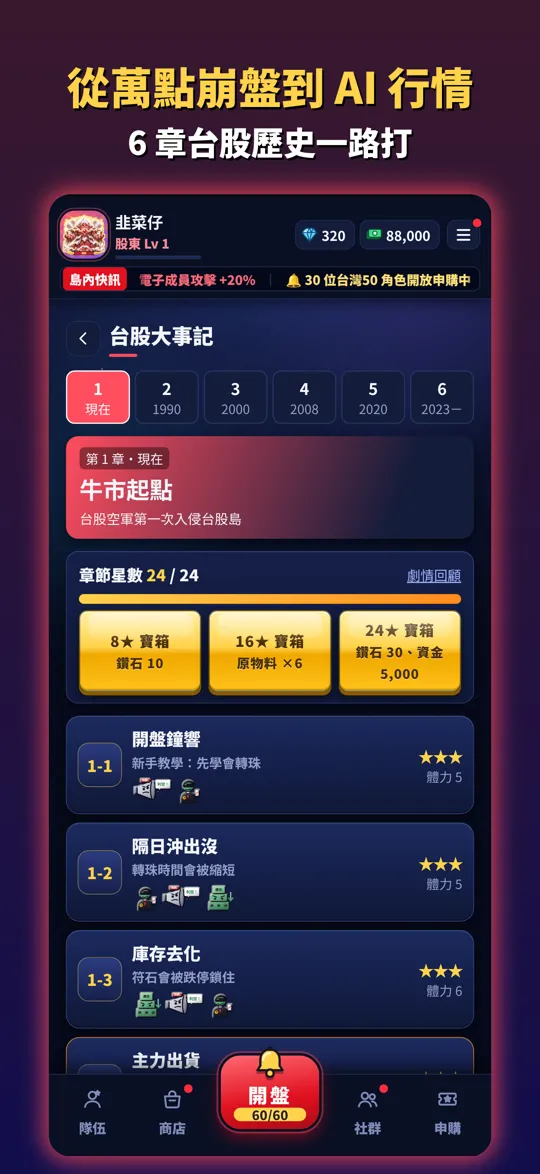 從萬點崩盤到 AI 行情
6 章台股歷史一路打
韭菜仔
股東 Lv 1
320
88,000
島內快訊
電子成員攻擊 +20%
30 位台灣50 角色開放申購中
台股大事記
1 現在
2 1990
3 2000
4 2008
5 2020
6 2023－
第 1 章・現在
牛市起點
台股空軍第一次入侵台股島
章節星數 24 / 24
劇情回顧
8★ 寶箱
鑽石 10
16★ 寶箱
原物料 ×6
24★ 寶箱
鑽石 30、資金
5,000
1-1
開盤鐘響
新手教學：先學會轉珠
★★★
體力 5
1-2
隔日沖出沒
轉珠時間會被縮短
★★★
體力 5
1-3
庫存去化
符石會被跌停鎖住
★★★
體力 6
主力出貨
隊伍
商店
開盤
60/60
社群
申購